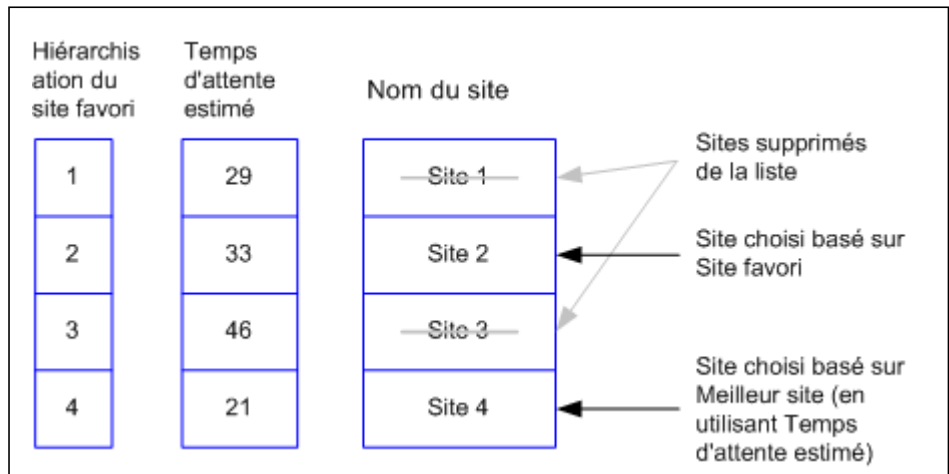 Hiérarchis
ation du
site favori
Temps
d'attente
estimé
Nom du site
1
29
Site 1
2
33
Site 2
3
46
Site 3
4
21
Site 4
Sites supprimés
de la liste
Site choisi basé sur
Site favori
Site choisi basé sur
Meilleur site (en
utilisant Temps
d'attente estimé)